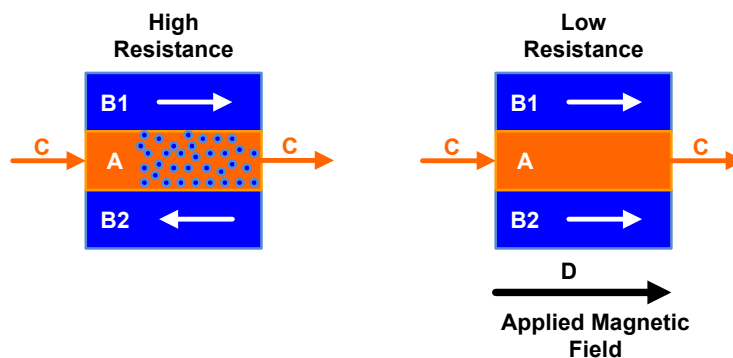 High
Resistance
B1
C
A
C
B2
Low
Resistance
B1
C
A
C
B2
D
Applied Magnetic
Field